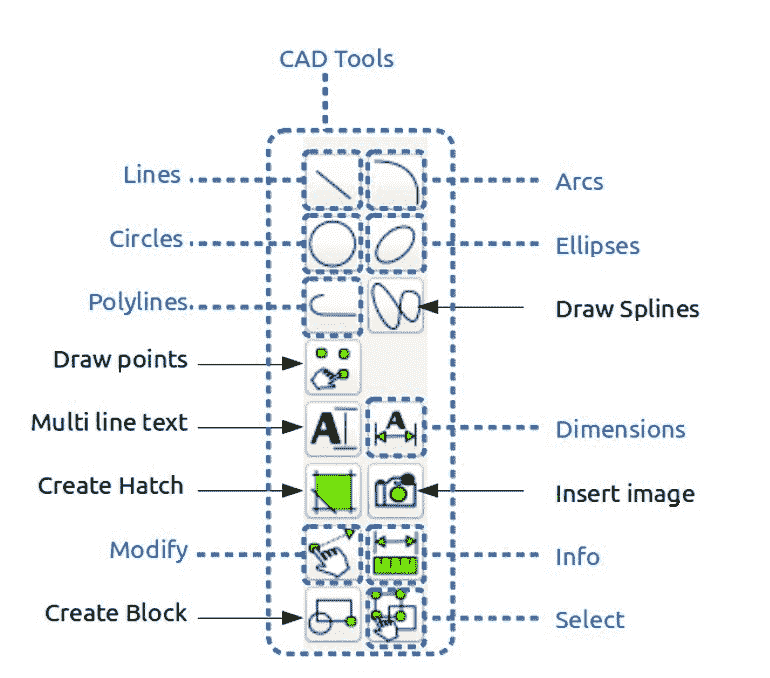 CAD Tools
Lines
Arcs
Circles
Ellipses
Polylines
Draw Splines
Draw points
Multi line text
A
A
Dimensions
Create Hatch
Insert image
Modify
Info
Create Block
Select